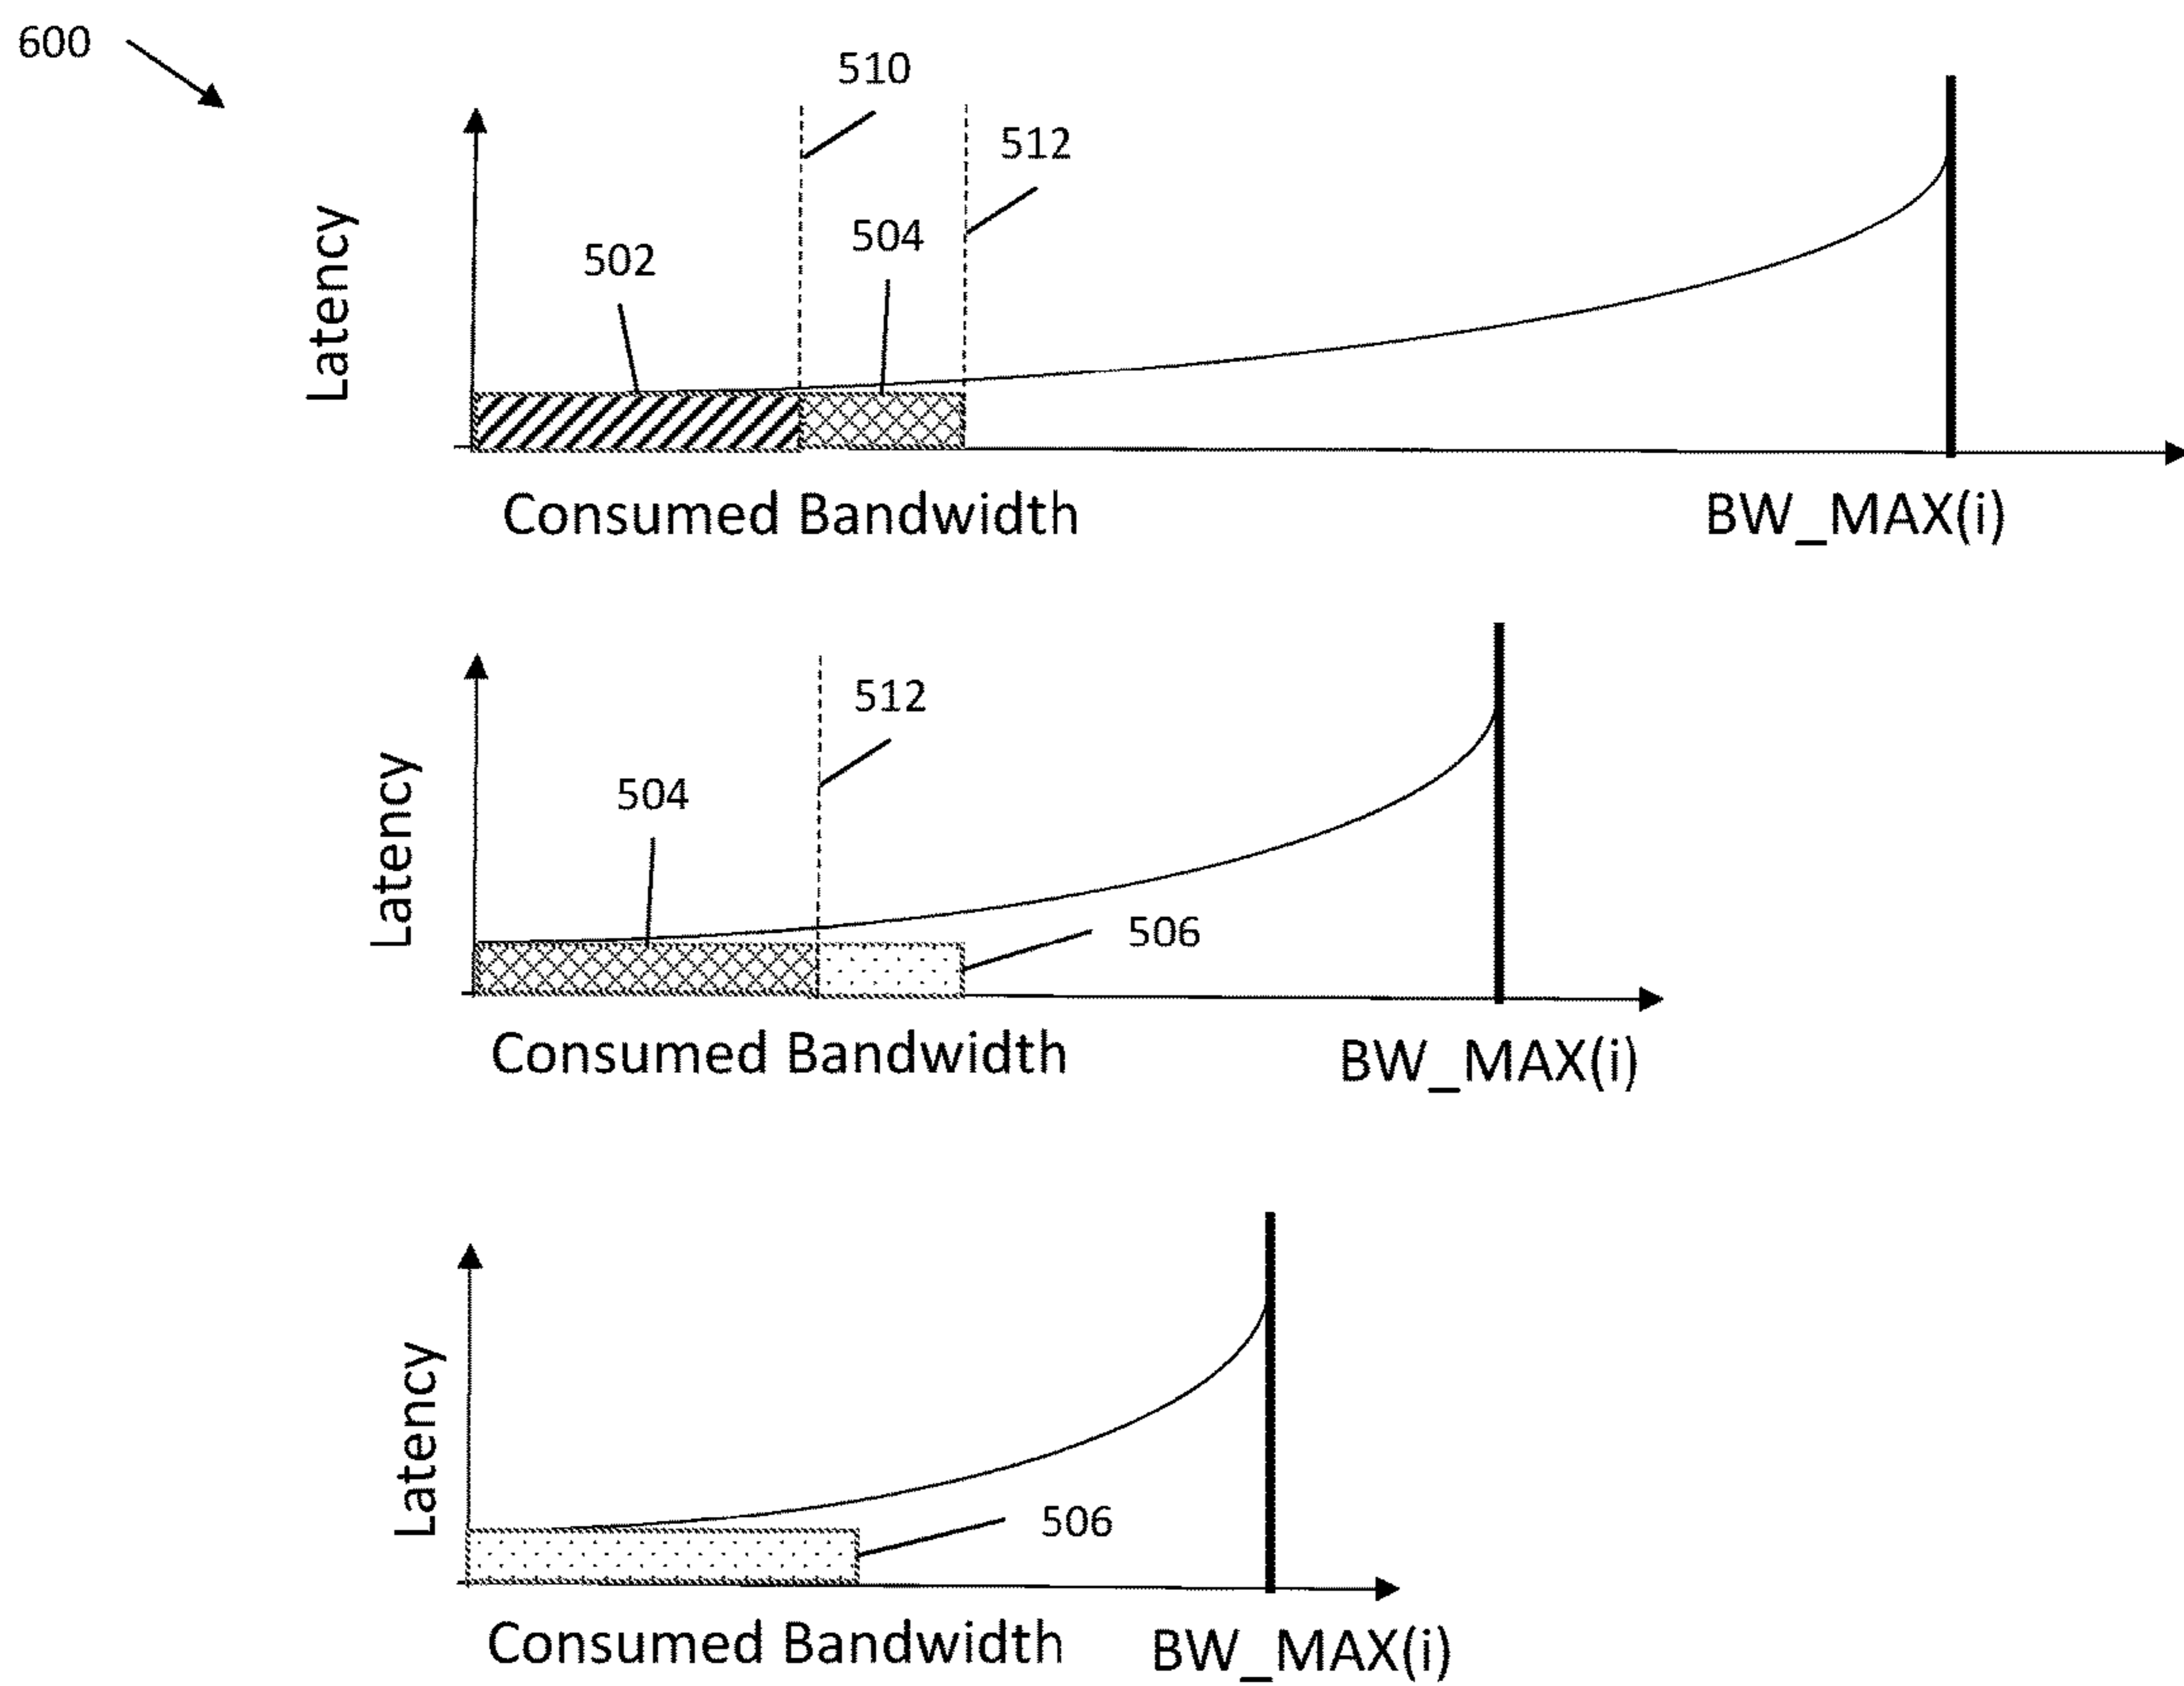 600
510
512
504
502
Latency
Consumed Bandwidth
BW_MAX(i)
512
504
506
Latency
Consumed Bandwidth
BW_MAX(i)
506
Latency
Consumed Bandwidth
BW_MAX(i)